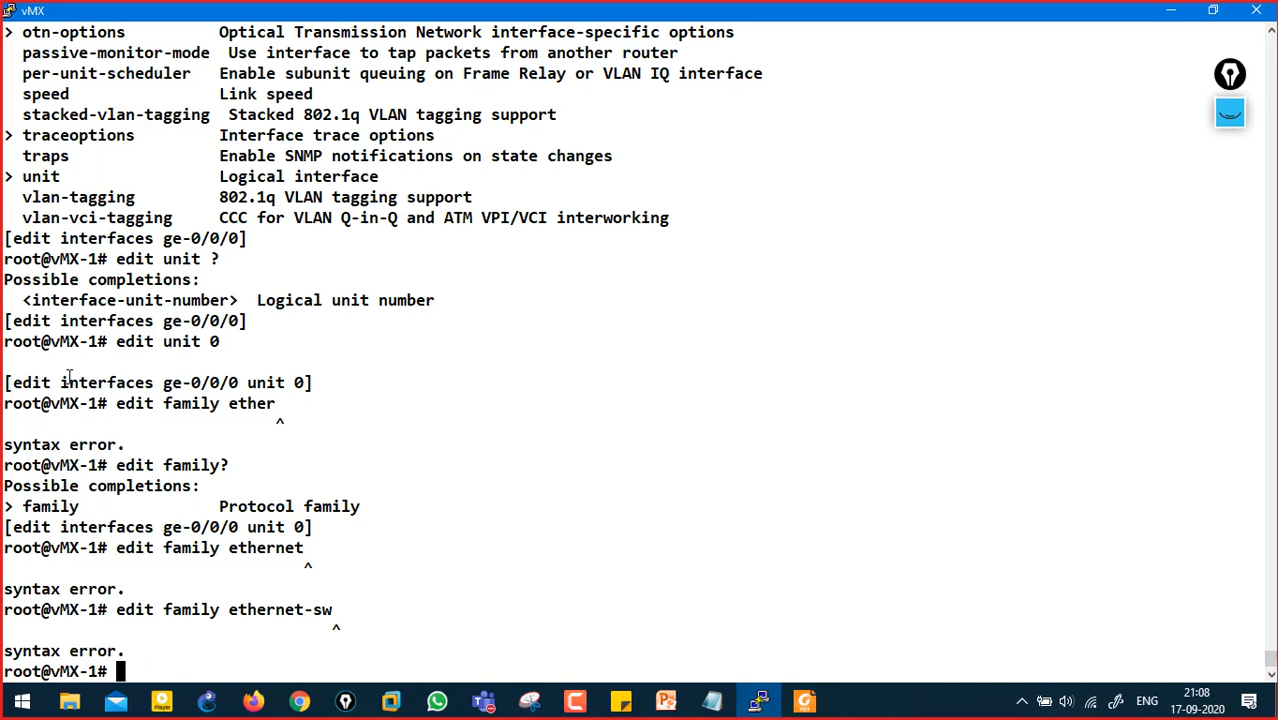 vMX
> otn-options Optical Transmission Network interface-specific options
passive-monitor-mode Use interface to tap packets from another router
per-unit-scheduler Enable subunit queuing on Frame Relay or VLAN IQ interface
speed Link speed
stacked-vlan-tagging Stacked 802.1q VLAN tagging support
> traceoptions Interface trace options
traps Enable SNMP notifications on state changes
> unit Logical interface
vlan-tagging 802.1q VLAN tagging support
vlan-vci-tagging CCC for VLAN Q-in-Q and ATM VPI/VCI interworking
[edit interfaces ge-0/0/0]
root@vMX-1# edit unit ?
Possible completions:
<interface-unit-number> Logical unit number
[edit interfaces ge-0/0/0]
root@vMX-1# edit unit 0
[edit interfaces ge-0/0/0 unit 0]
root@vMX-1# edit family ether
^
syntax error.
root@vMX-1# edit family?
Possible completions:
> family Protocol family
[edit interfaces ge-0/0/0 unit 0]
root@vMX-1# edit family ethernet
^
syntax error.
root@vMX-1# edit family ethernet-sw
^
syntax error.
root@vMX-1#
ENG
21:08
17-09-2020